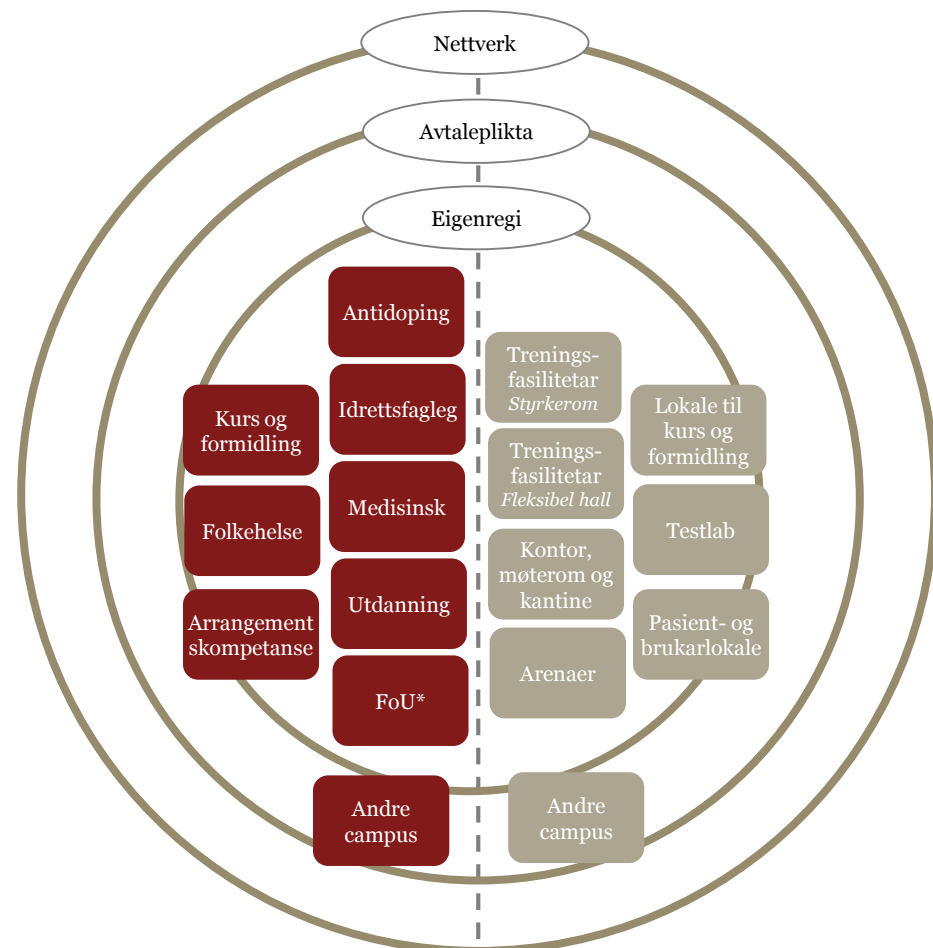 Nettverk
Avtaleplikta
Eigenregi
Antidoping
Idrettsfagleg
Medisinsk
Utdanning
FoU*
Kurs og
formidling
Folkehelse
Arrangement
skompetanse
Andre
campus
Trenings-
fasilitetar
Styrkerom
Trenings-
fasilitetar
Fleksibel hall
Kontor,
møterom og
kantine
Arenaer
Lokale til
kurs og
formidling
Testlab
Pasient- og
brukarlokale
Andre
campus